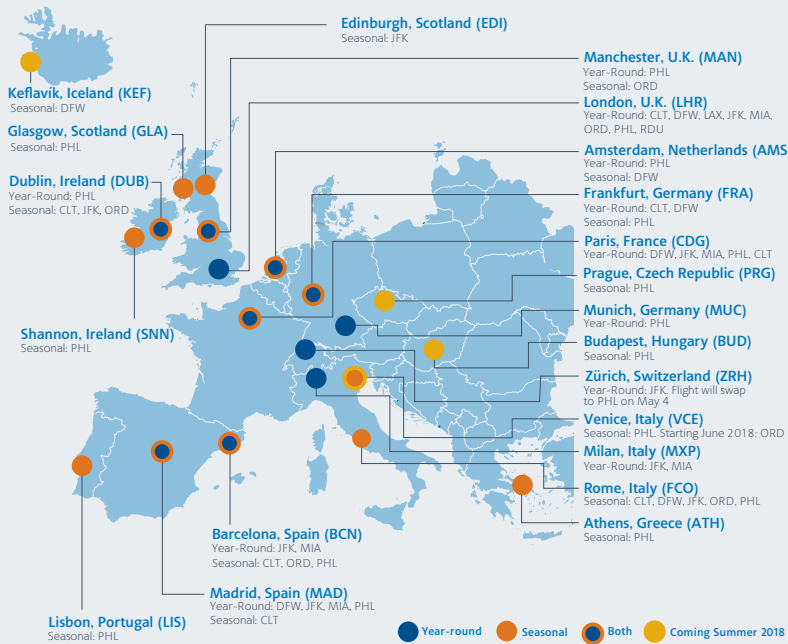 Edinburgh, Scotland (EDI)
Seasonal: JFK
Manchester, U.K. (MAN)
Year-Round: PHL
Seasonal: ORD
Keflavík, Iceland (KEF)
Seasonal: DFW
London, U.K. (LHR)
Year-Round: CLT, DFW, LAX, JFK, MIA,
ORD, PHL, RDU
Glasgow, Scotland (GLA)
Seasonal: PHL
Amsterdam, Netherlands (AMS
Year-Round: PHL
Seasonal: DFW
Dublin, Ireland (DUB)
Year-Round: PHL
Seasonal: CLT, JFK, ORD
Frankfurt, Germany (FRA)
Year-Round: CLT, DFW
Seasonal: PHL
Paris, France (CDG)
Year-Round: DFW, JFK, MIA, PHL, CLT
Prague, Czech Republic (PRG)
Seasonal: PHL
Munich, Germany (MUC)
Year-Round: PHL
Shannon, Ireland (SNN)
Seasonal: PHL
Budapest, Hungary (BUD)
Seasonal: PHL
Zürich, Switzerland (ZRH)
Year-Round: JFK. Flight will swap
to PHL on May 4
Venice, Italy (VCE)
Seasonal: PHL. Starting June 2018: ORD
Milan, Italy (MXP)
Year-Round: JFK, MIA
Rome, Italy (FCO)
Seasonal: CLT, DFW, JFK, ORD, PHL
Athens, Greece (ATH)
Seasonal: PHL
Barcelona, Spain (BCN)
Year-Round: JFK, MIA
Seasonal: CLT, ORD, PHL
Madrid, Spain (MAD)
Year-Round: DFW, JFK, MIA, PHL
Seasonal: CLT
Lisbon, Portugal (LIS)
Seasonal: PHL
Year-round
Seasonal
Both
Coming Summer 2018